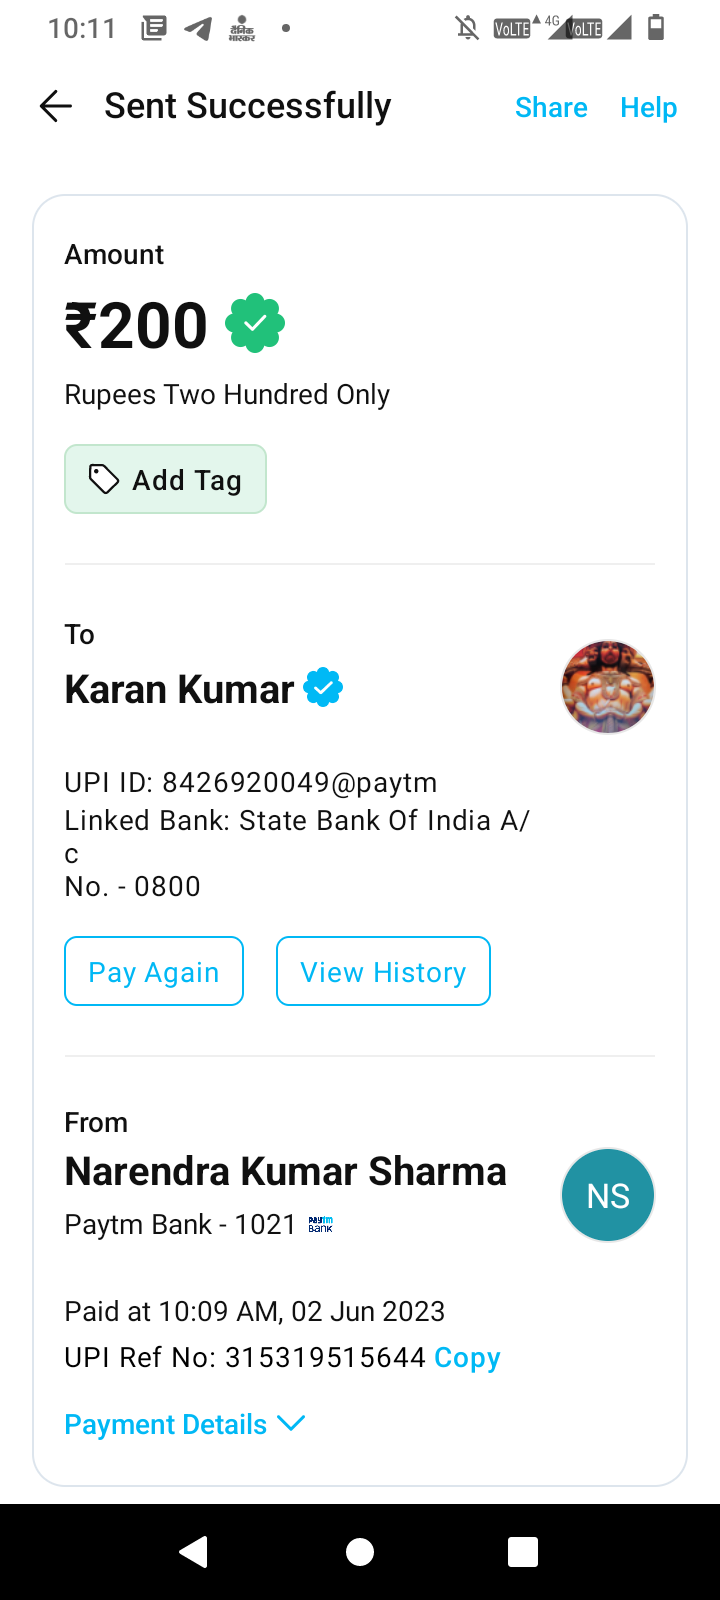 10:11
दैनिक भास्कर
VoLTE 4G VoLTE
Sent Successfully Share Help
Amount
₹200
Rupees Two Hundred Only
Add Tag
To
Karan Kumar
UPI ID: 8426920049@paytm
Linked Bank: State Bank Of India A/
c
No. - 0800
Pay Again View History
From
Narendra Kumar Sharma
NS
Paytm Bank - 1021 paytm BANK
Paid at 10:09 AM, 02 Jun 2023
UPI Ref No: 315319515644 Copy
Payment Details